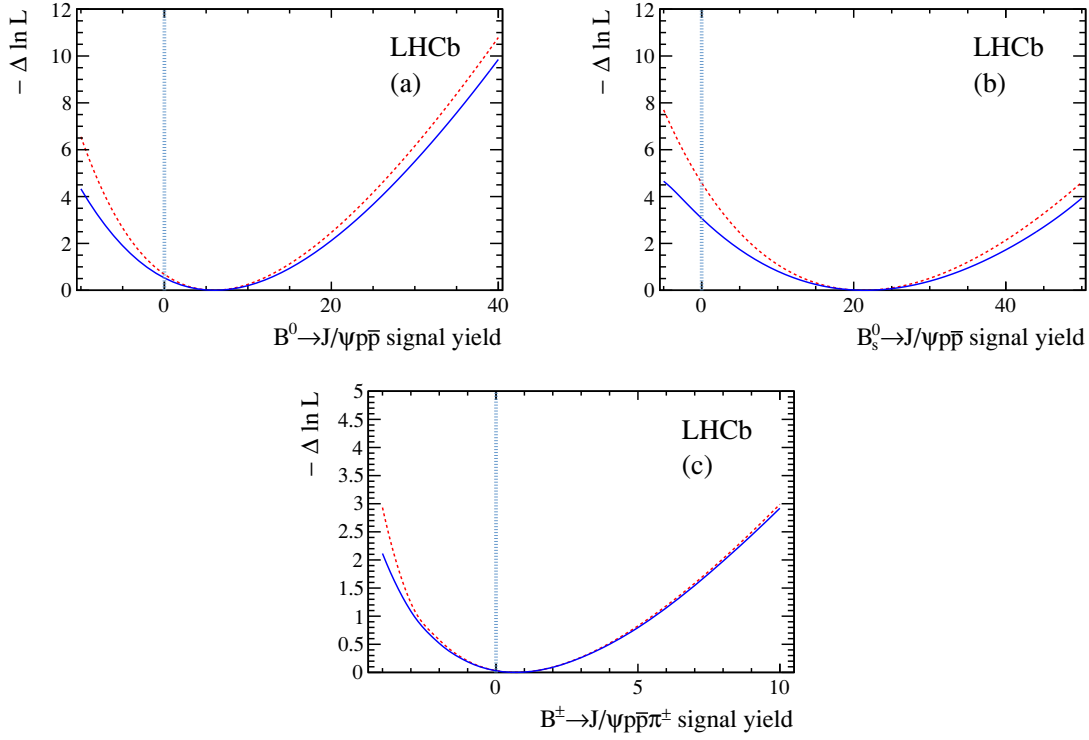 − Δ ln L
12
10
8
6
4
2
0
0 20 40
LHCb
(a)
B⁰→J/ψpp̄ signal yield
− Δ ln L
12
10
8
6
4
2
0
0 20 40
LHCb
(b)
B⁰ₛ→J/ψpp̄ signal yield
− Δ ln L
5
4.5
4
3.5
3
2.5
2
1.5
1
0.5
0
0 5 10
LHCb
(c)
B±→J/ψpp̄π± signal yield